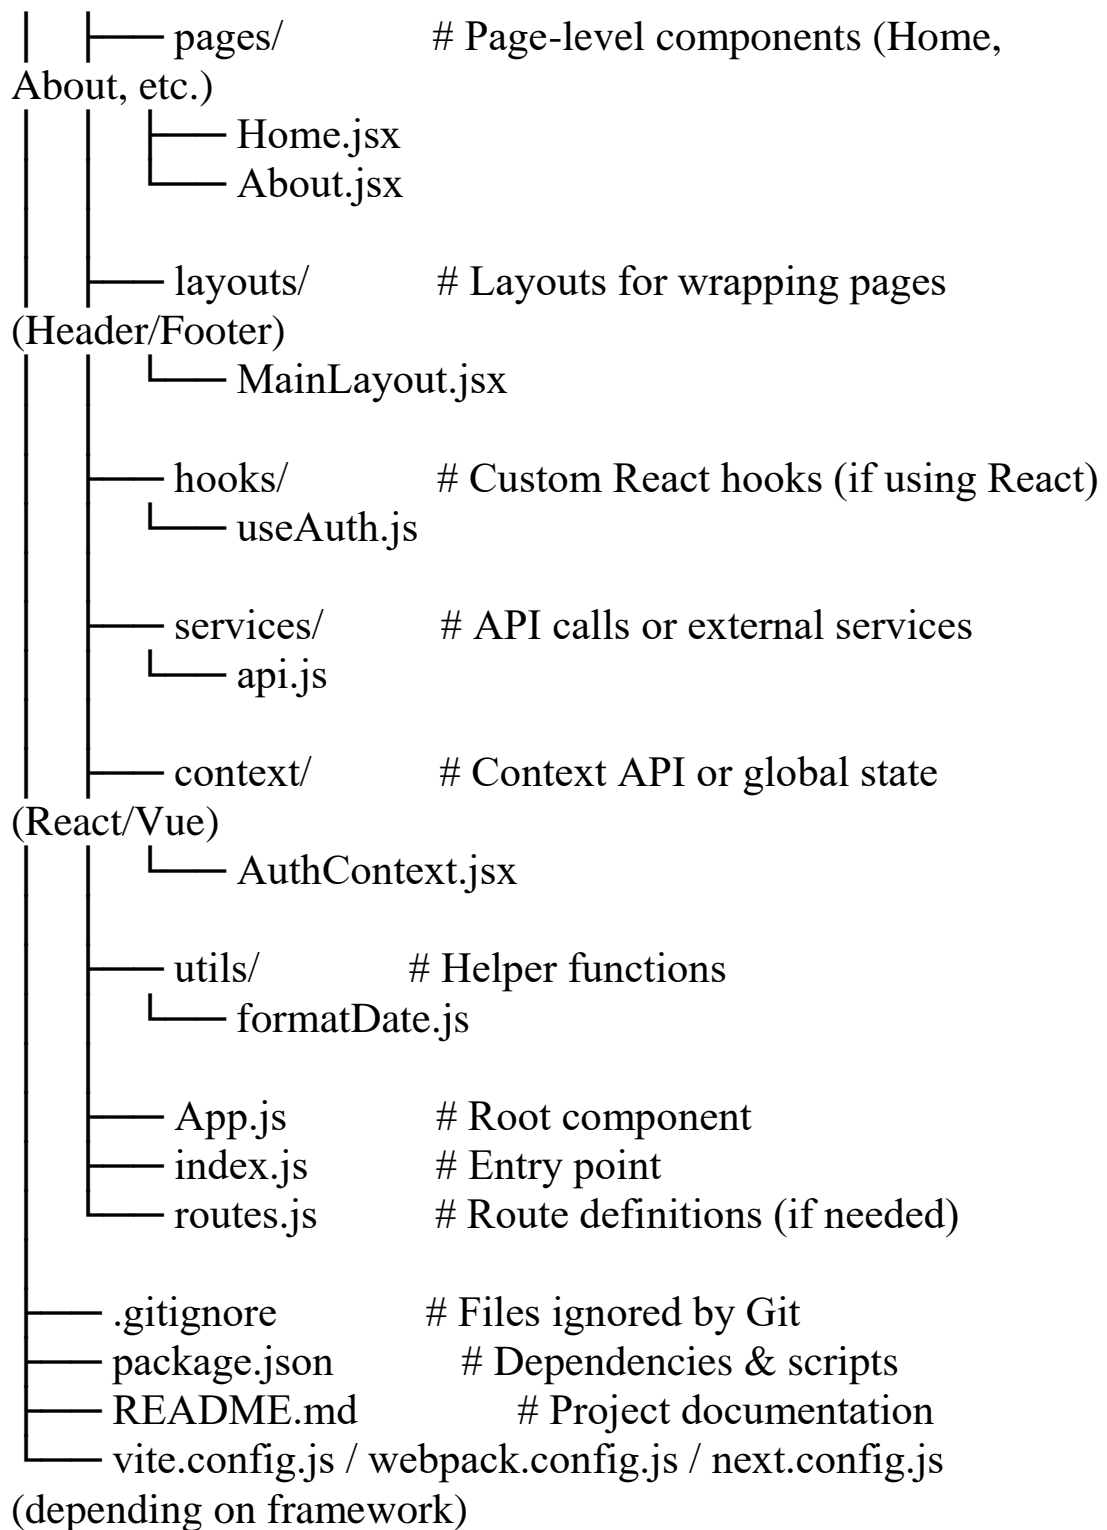 │   ├── pages/            # Page-level components (Home,
About, etc.)
│   │   ├── Home.jsx
│   │   └── About.jsx
│   ├── layouts/          # Layouts for wrapping pages
(Header/Footer)
│   │   └── MainLayout.jsx
│   ├── hooks/            # Custom React hooks (if using React)
│   │   └── useAuth.js
│   ├── services/         # API calls or external services
│   │   └── api.js
│   ├── context/          # Context API or global state
(React/Vue)
│   │   └── AuthContext.jsx
│   ├── utils/            # Helper functions
│   │   └── formatDate.js
│   ├── App.js            # Root component
│   ├── index.js          # Entry point
│   └── routes.js         # Route definitions (if needed)
├── .gitignore            # Files ignored by Git
├── package.json          # Dependencies & scripts
├── README.md             # Project documentation
└── vite.config.js / webpack.config.js / next.config.js
(depending on framework)